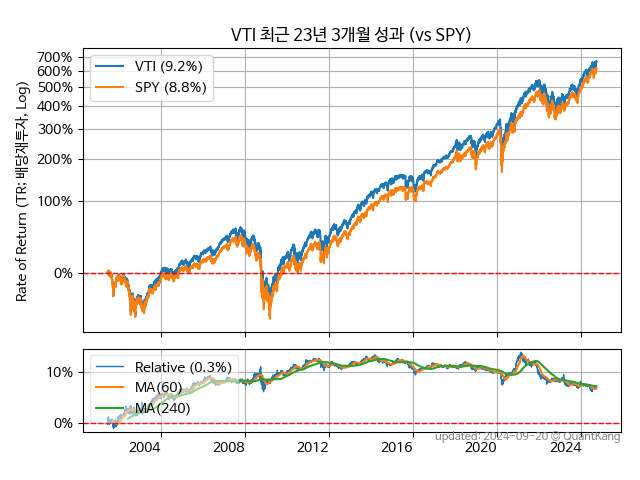 VTI 최근 23년 3개월 성과 (vs SPY)
Rate of Return (TR; 배당재투자, Log)
700%
600%
500%
400%
300%
200%
100%
0%
VTI (9.2%)
SPY (8.8%)
10%
0%
Relative (0.3%)
MA(60)
MA(240)
2004
2008
2012
2016
2020
2024
updated: 2024-09-20 © QuantKang